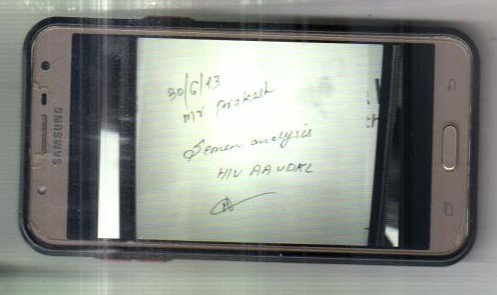 SAMSUNG
30/6/13
Mr Prakash
Semen analysis
HIV AA VDRL